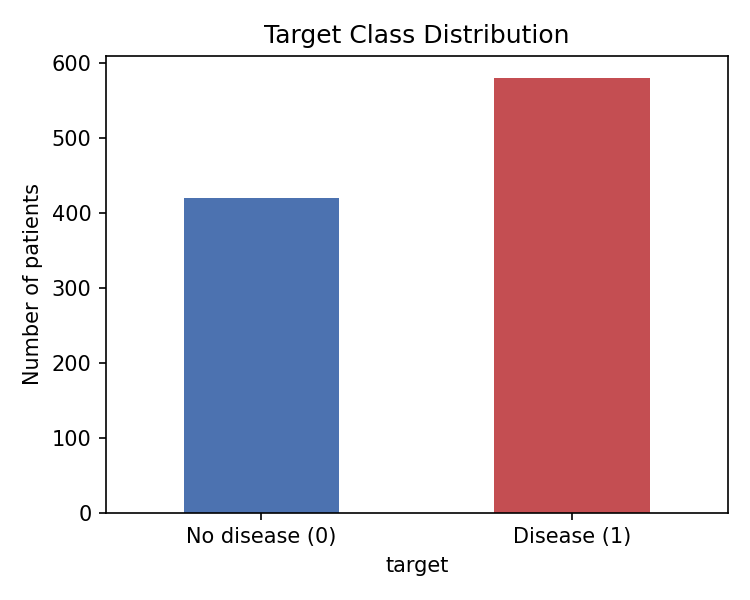 Target Class Distribution
600
500
400
300
200
100
0
Number of patients
No disease (0)
Disease (1)
target